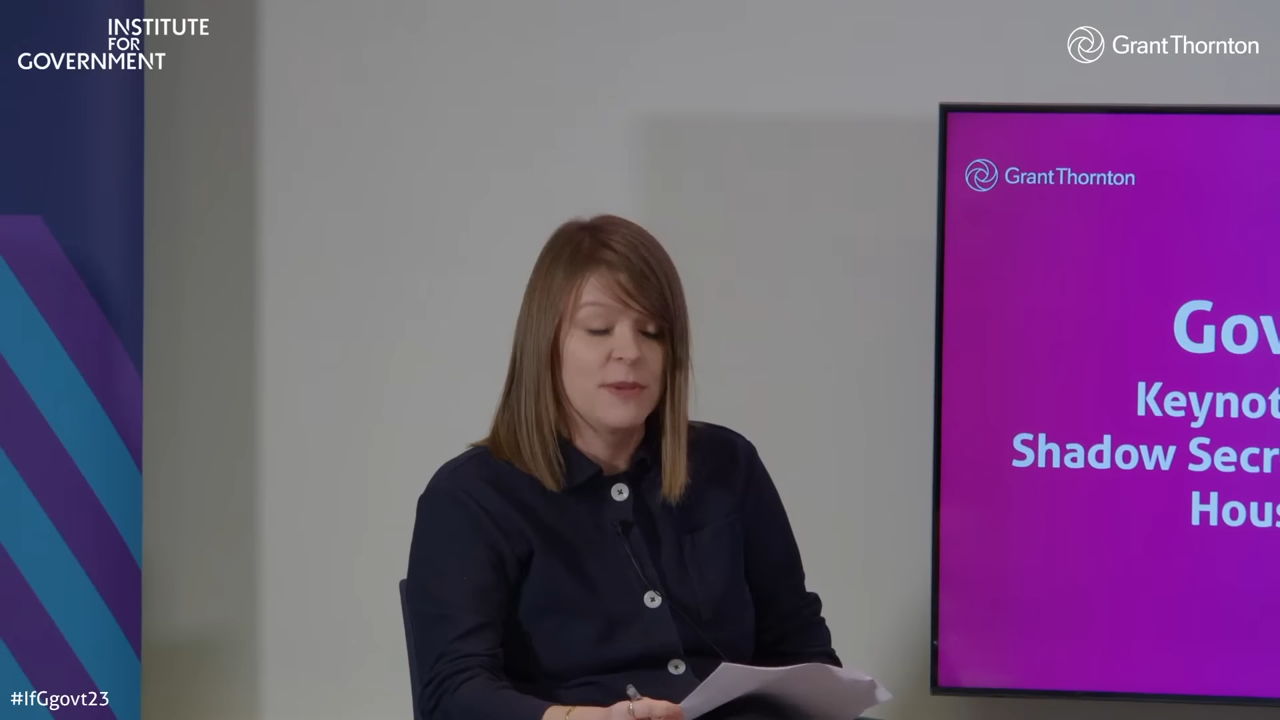 INSTITUTE
FOR
GOVERNMENT
Grant Thornton
Grant Thornton
Gov
Keynot
Shadow Secr
Hous
#IfGgovt23